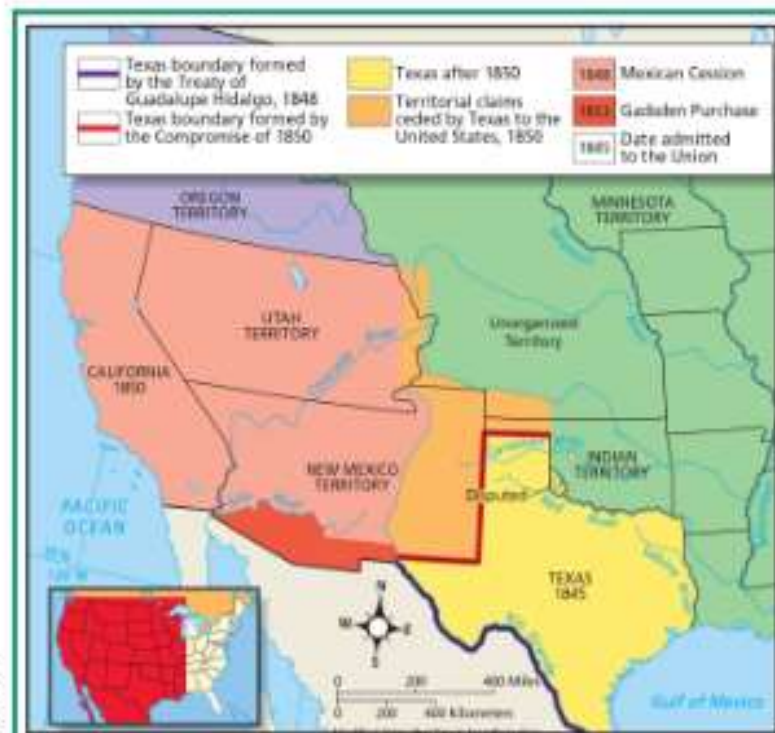 Texas boundary formed
by the Treaty of
Guadalupe Hidalgo, 1848
Texas boundary formed by
the Compromise of 1850
Texas after 1850
Territorial claims
ceded by Texas to the
United States, 1850
1848 Mexican Cession
1853 Gadsden Purchase
1845 Date admitted
to the Union
OREGON
TERRITORY
MINNESOTA
TERRITORY
UTAH
TERRITORY
Unorganized
Territory
CALIFORNIA
1850
NEW MEXICO
TERRITORY
INDIAN
TERRITORY
Disputed
PACIFIC
OCEAN
TEXAS
1845
N
W E
S
0 200 400 Miles
0 200 400 Kilometers
Gulf of Mexico